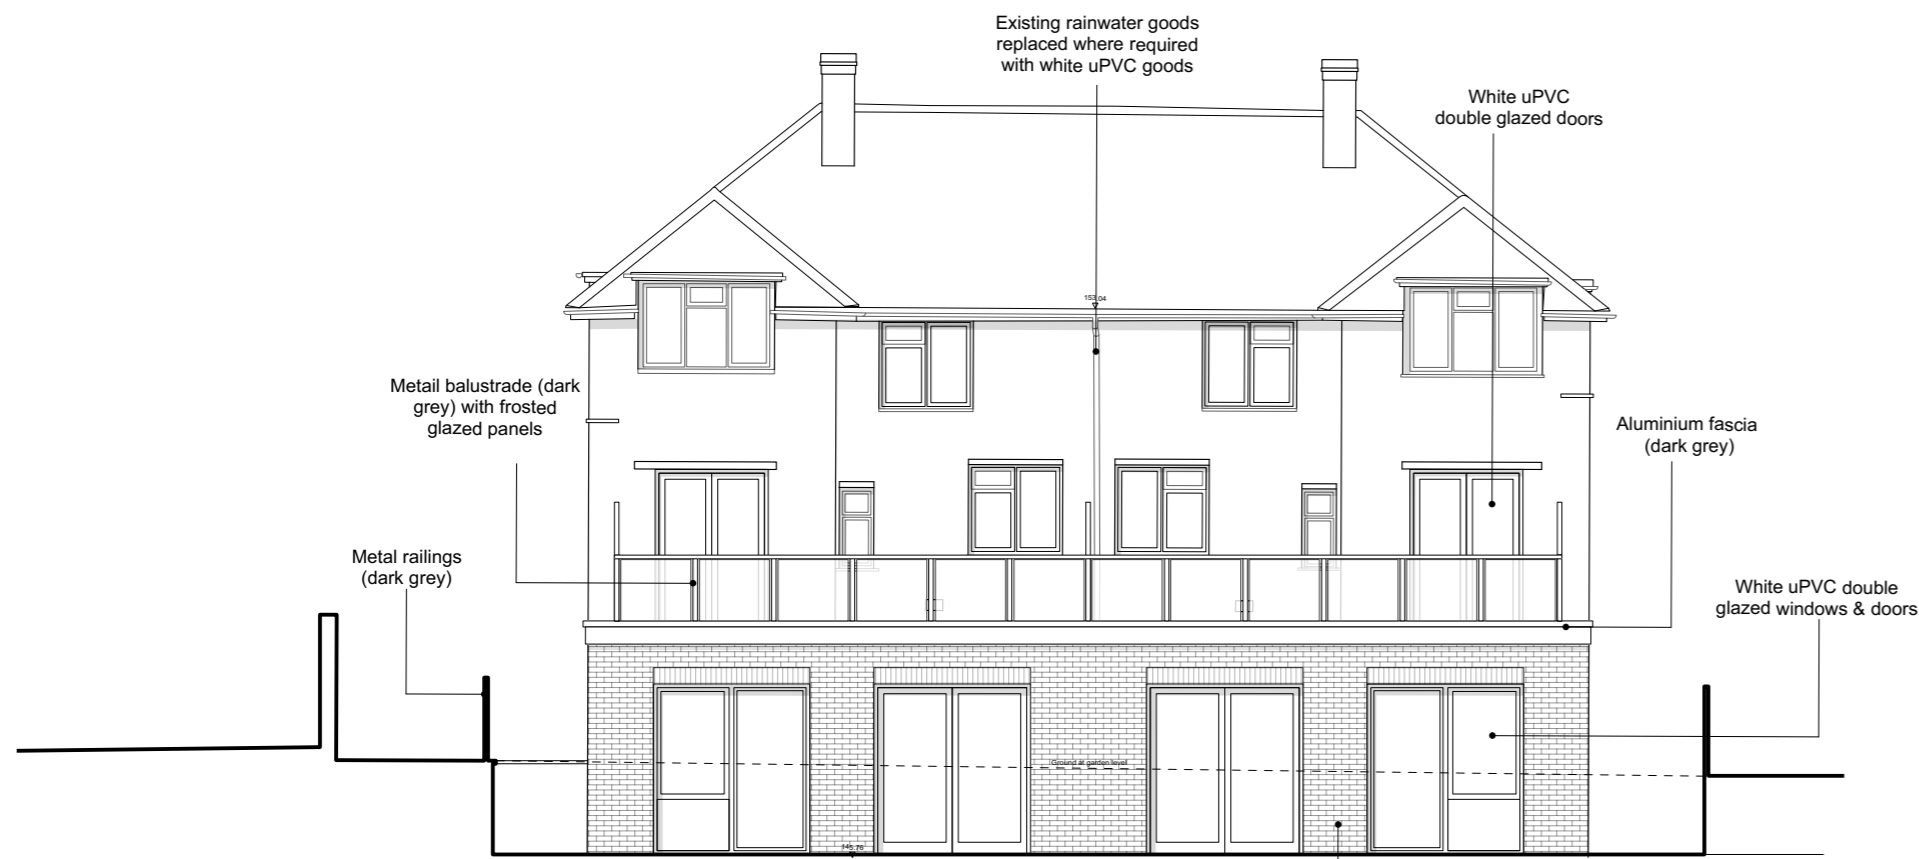 Existing rainwater goods
replaced where required
with white uPVC goods
White uPVC
double glazed doors
153.04
Metail balustrade (dark
grey) with frosted
glazed panels
Aluminium fascia
(dark grey)
Metal railings
(dark grey)
White uPVC double
glazed windows & doors
Ground at garden level